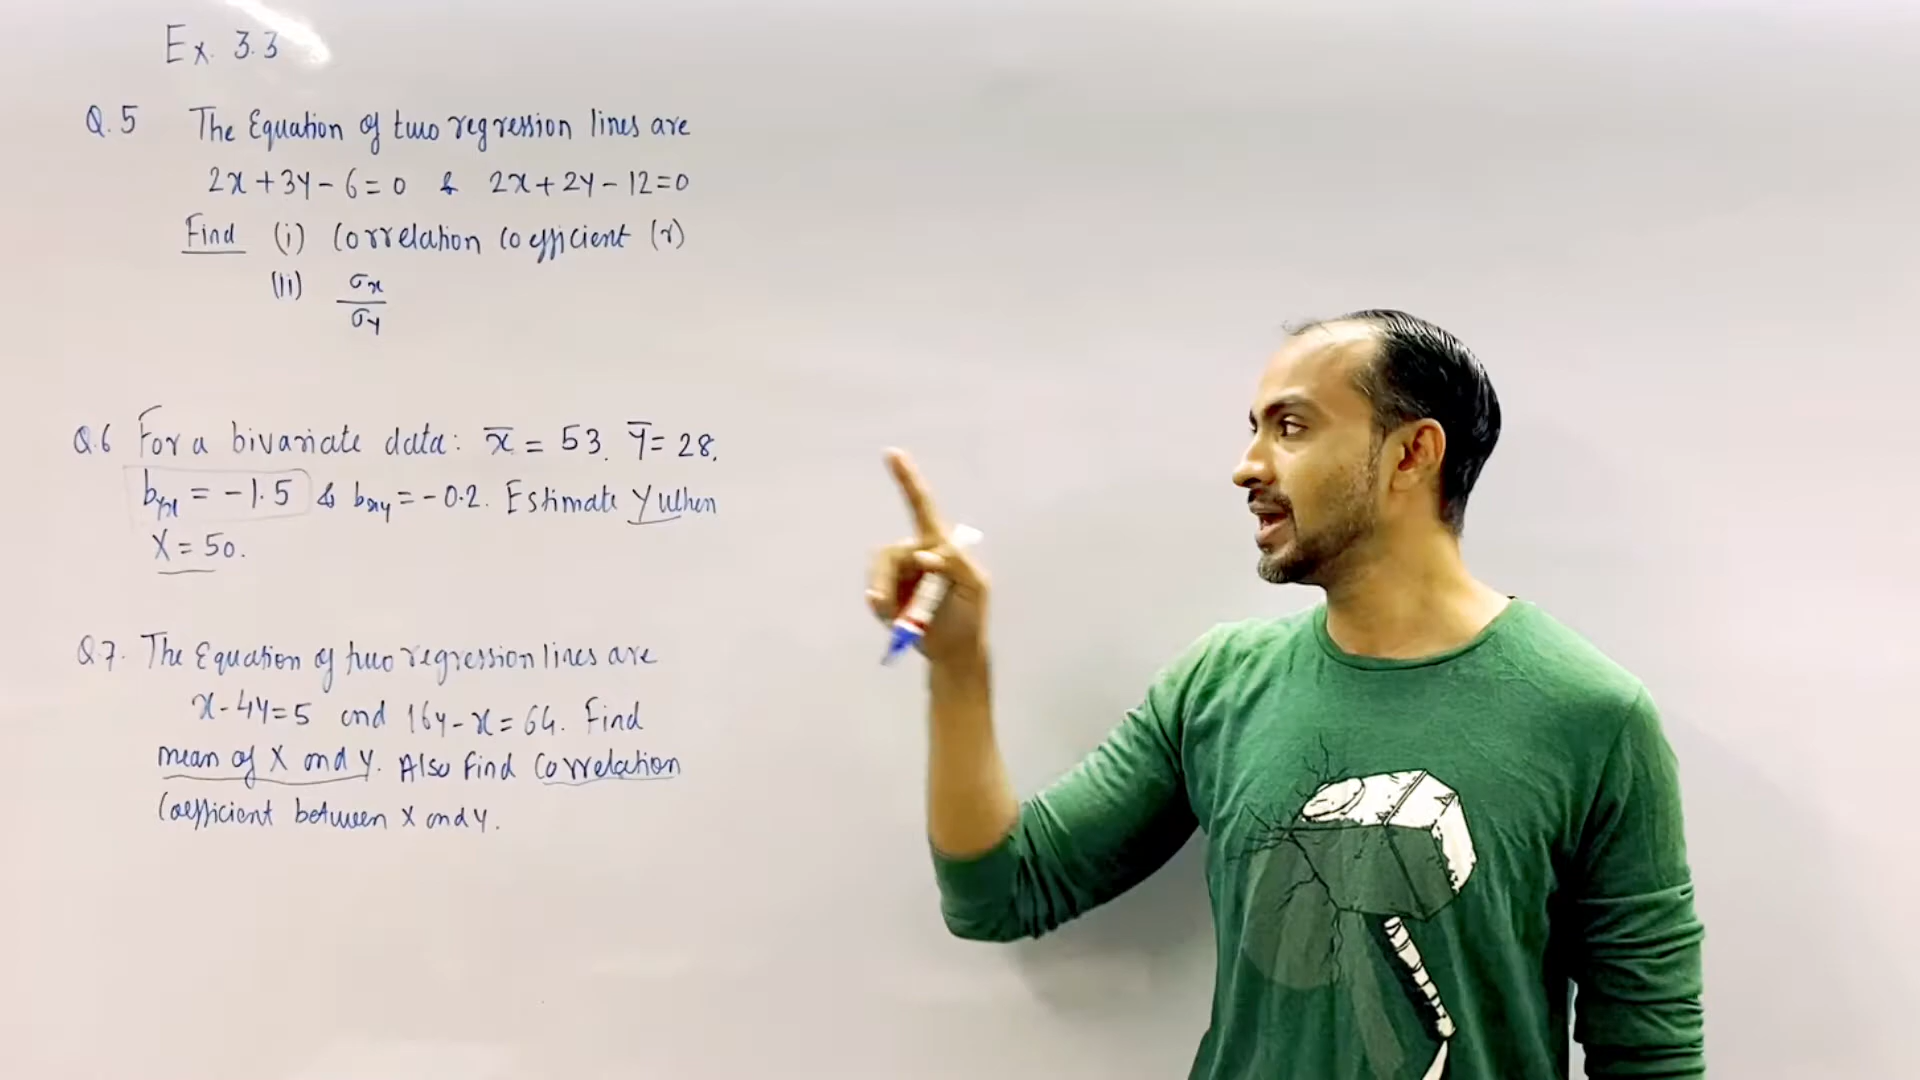 Ex. 3.3
Q.5 The Equation of two regression lines are
2x+3y-6=0 & 2x+2y-12=0
Find (i) Correlation coefficient (r)
(ii) σx/σy
Q.6 For a bivariate data: x̄ = 53. ȳ = 28.
byx = -1.5 & bxy = -0.2. Estimate Y when
X = 50.
Q.7. The Equation of two regression lines are
x-4y=5 and 16y-x=64. Find
mean of X and Y. Also Find Correlation
Coefficient between X and Y.